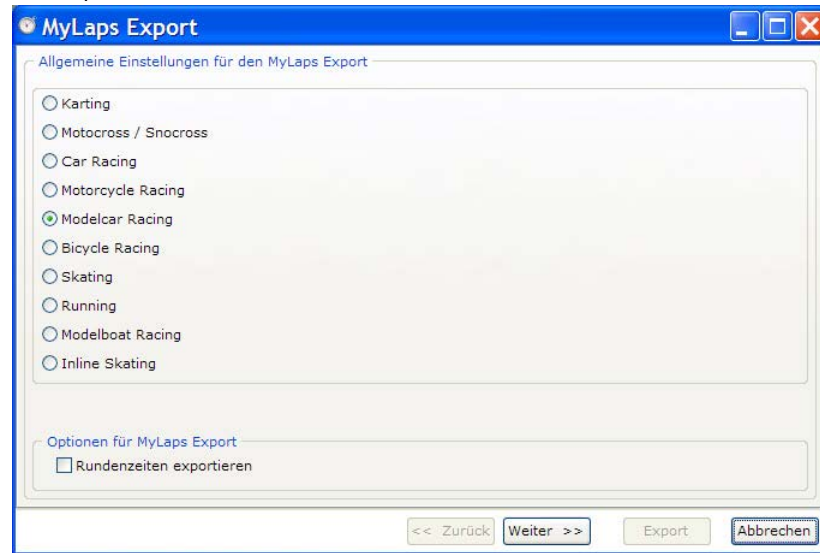 MyLaps Export
Allgemeine Einstellungen für den MyLaps Export
Karting
Motocross / Snocross
Car Racing
Motorcycle Racing
Modelcar Racing
Bicycle Racing
Skating
Running
Modelboat Racing
Inline Skating
Optionen für MyLaps Export
Rundenzeiten exportieren
<< Zurück Weiter >> Export Abbrechen